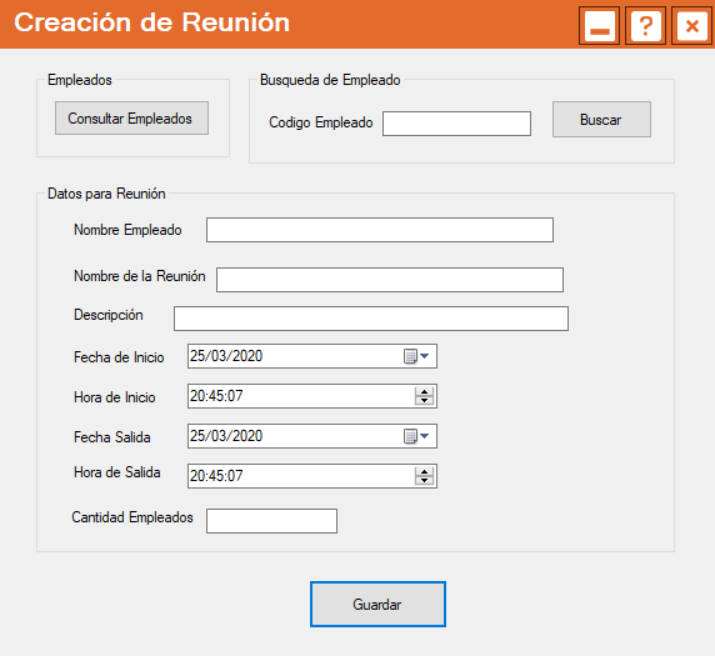 Creación de Reunión
?
Empleados
Consultar Empleados
Busqueda de Empleado
Codigo Empleado
Buscar
Datos para Reunión
Nombre Empleado
Nombre de la Reunión
Descripción
Fecha de Inicio 25/03/2020
Hora de Inicio 20:45:07
Fecha Salida 25/03/2020
Hora de Salida 20:45:07
Cantidad Empleados
Guardar